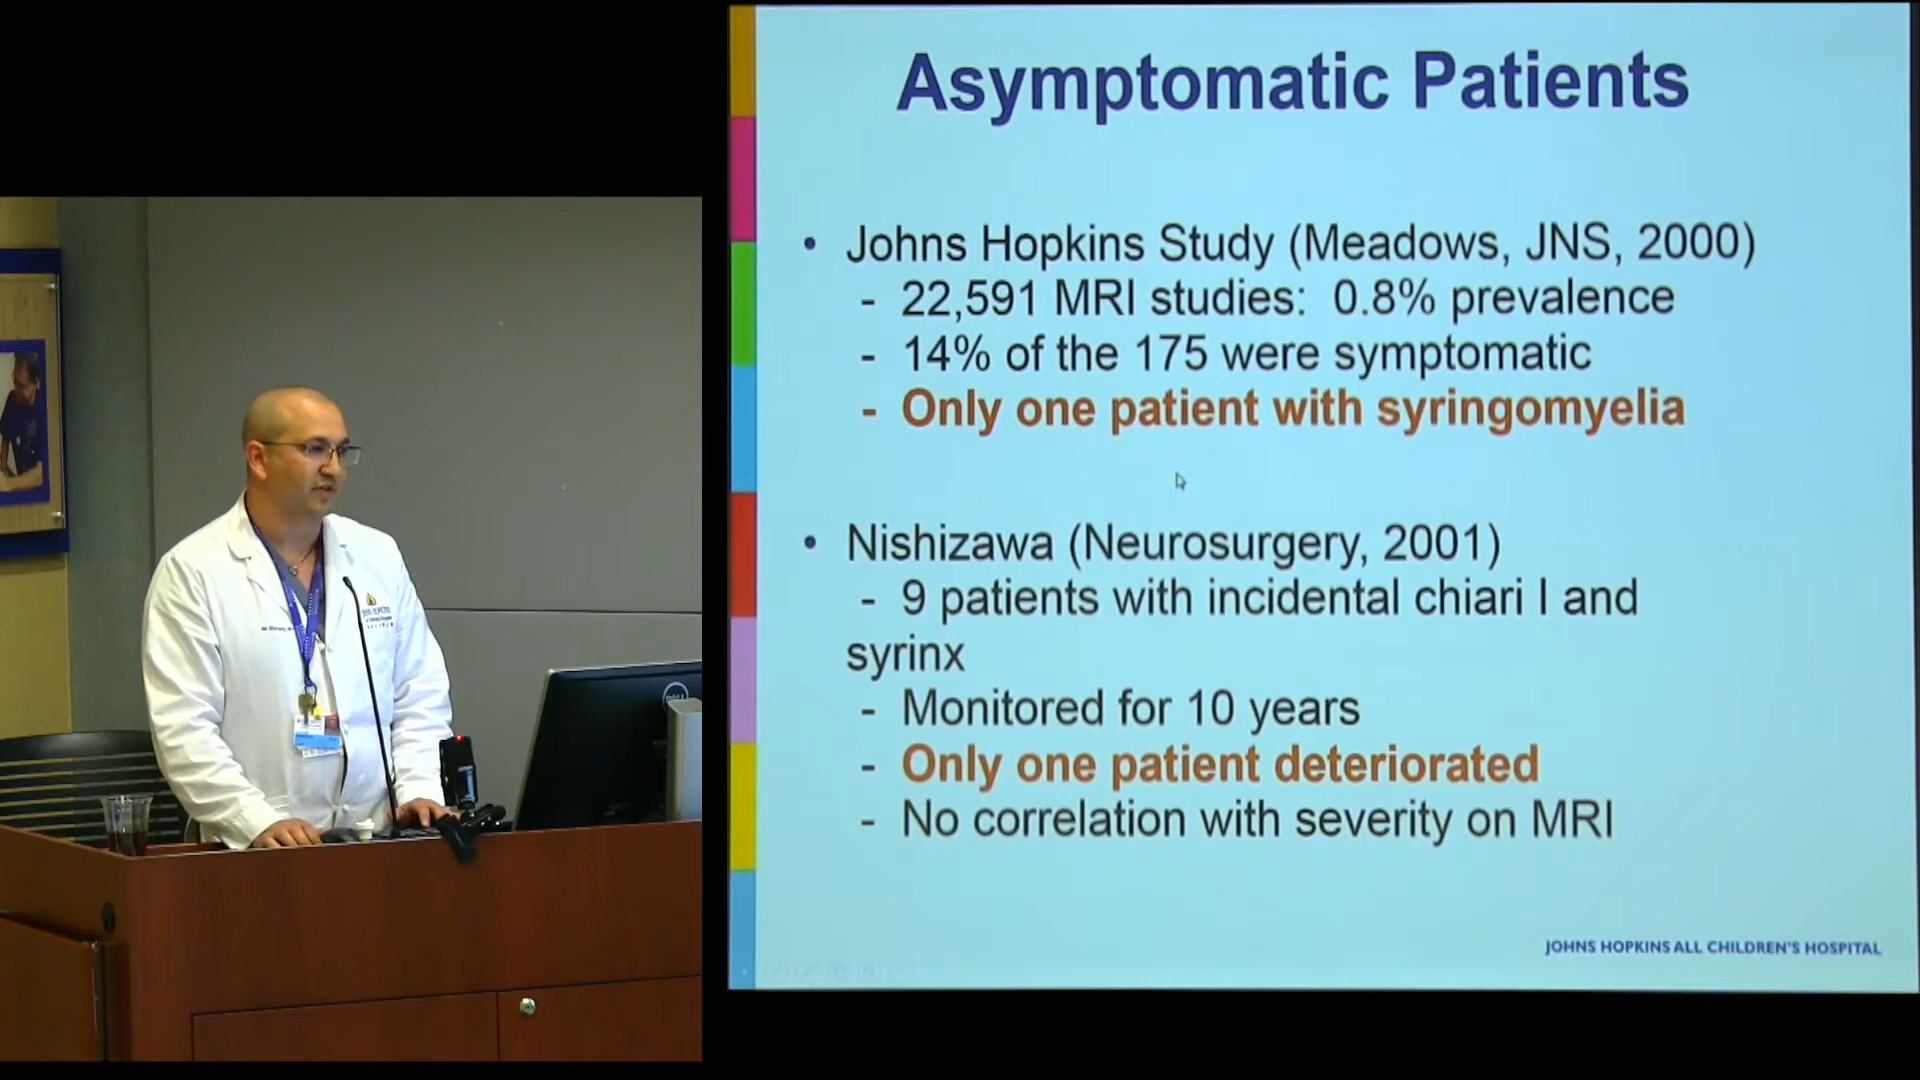 Asymptomatic Patients
• Johns Hopkins Study (Meadows, JNS, 2000)
- 22,591 MRI studies: 0.8% prevalence
- 14% of the 175 were symptomatic
- Only one patient with syringomyelia
• Nishizawa (Neurosurgery, 2001)
- 9 patients with incidental chiari I and
syrinx
- Monitored for 10 years
- Only one patient deteriorated
- No correlation with severity on MRI
JOHNS HOPKINS ALL CHILDREN'S HOSPITAL
DELL